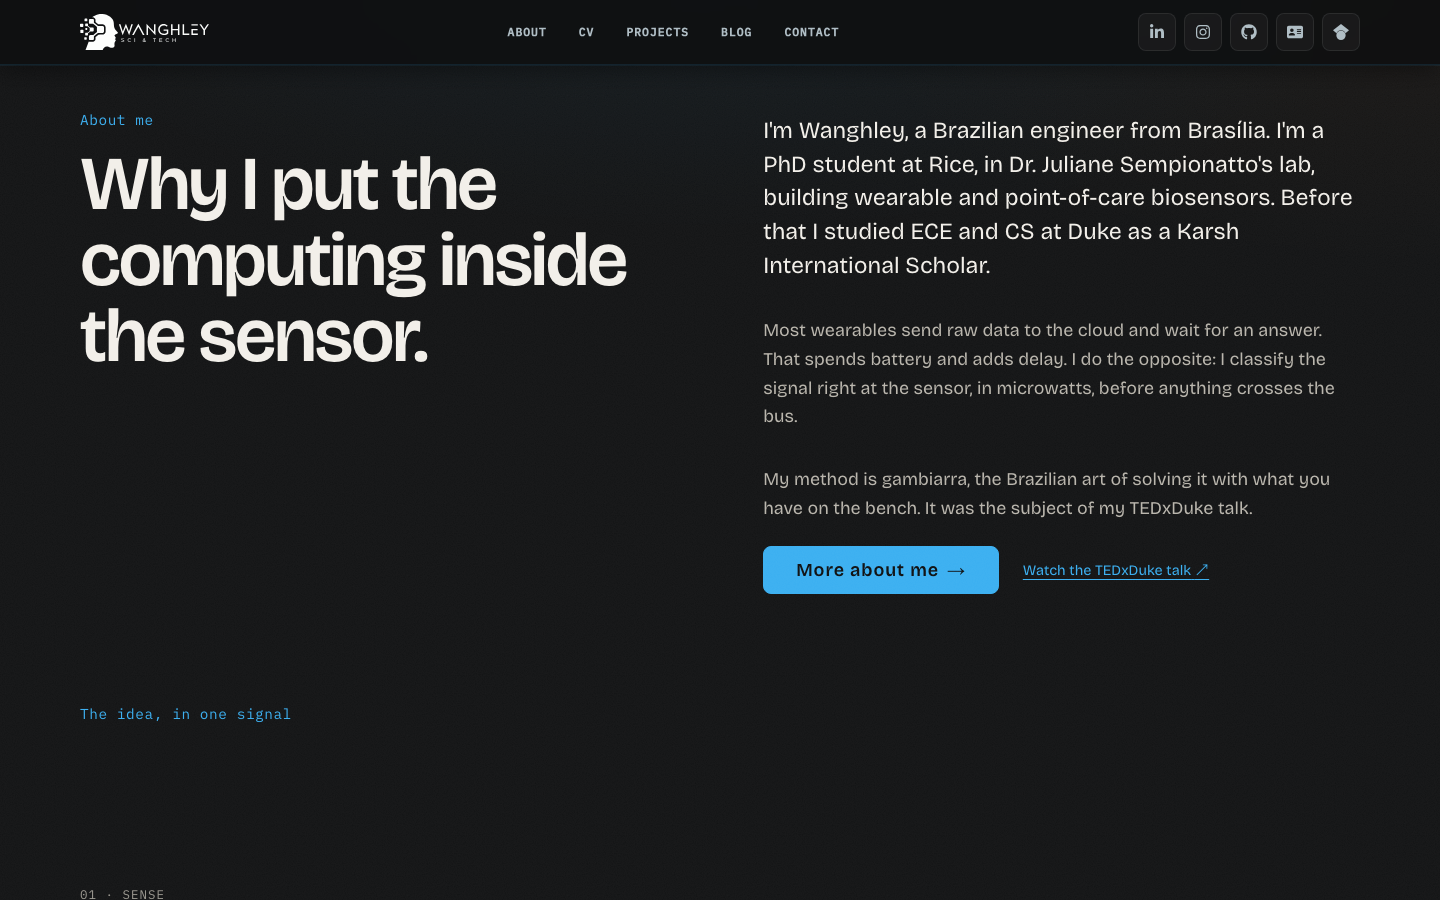 WANGHLEY
SCI & TECH
ABOUT
CV
PROJECTS
BLOG
CONTACT
About me
Why I put the
computing inside
the sensor.
I'm Wanghley, a Brazilian engineer from Brasília. I'm a
PhD student at Rice, in Dr. Juliane Sempionatto's lab,
building wearable and point-of-care biosensors. Before
that I studied ECE and CS at Duke as a Karsh
International Scholar.
Most wearables send raw data to the cloud and wait for an answer.
That spends battery and adds delay. I do the opposite: I classify the
signal right at the sensor, in microwatts, before anything crosses the
bus.
My method is gambiarra, the Brazilian art of solving it with what you
have on the bench. It was the subject of my TEDxDuke talk.
More about me →
Watch the TEDxDuke talk ↗
The idea, in one signal
01 · SENSE